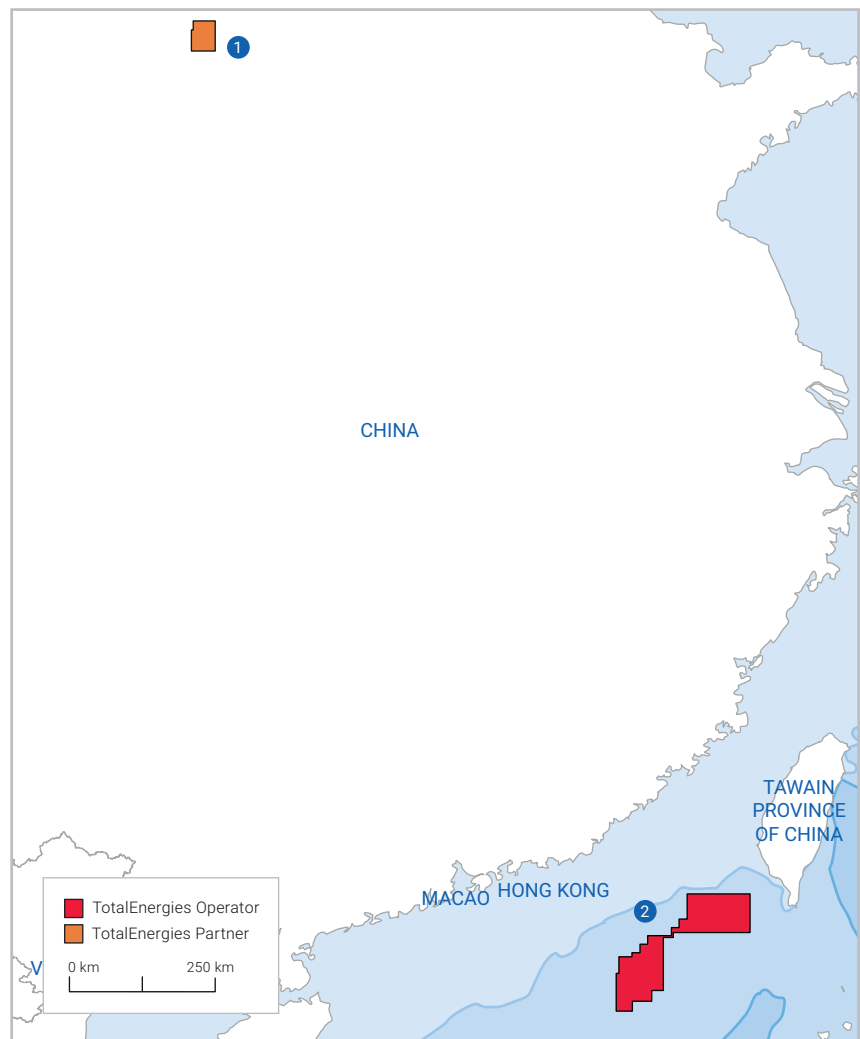 1
CHINA
TAWAIN
PROVINCE
OF CHINA
MACAO
HONG KONG
2
TotalEnergies Operator
TotalEnergies Partner
V
0 km
250 km